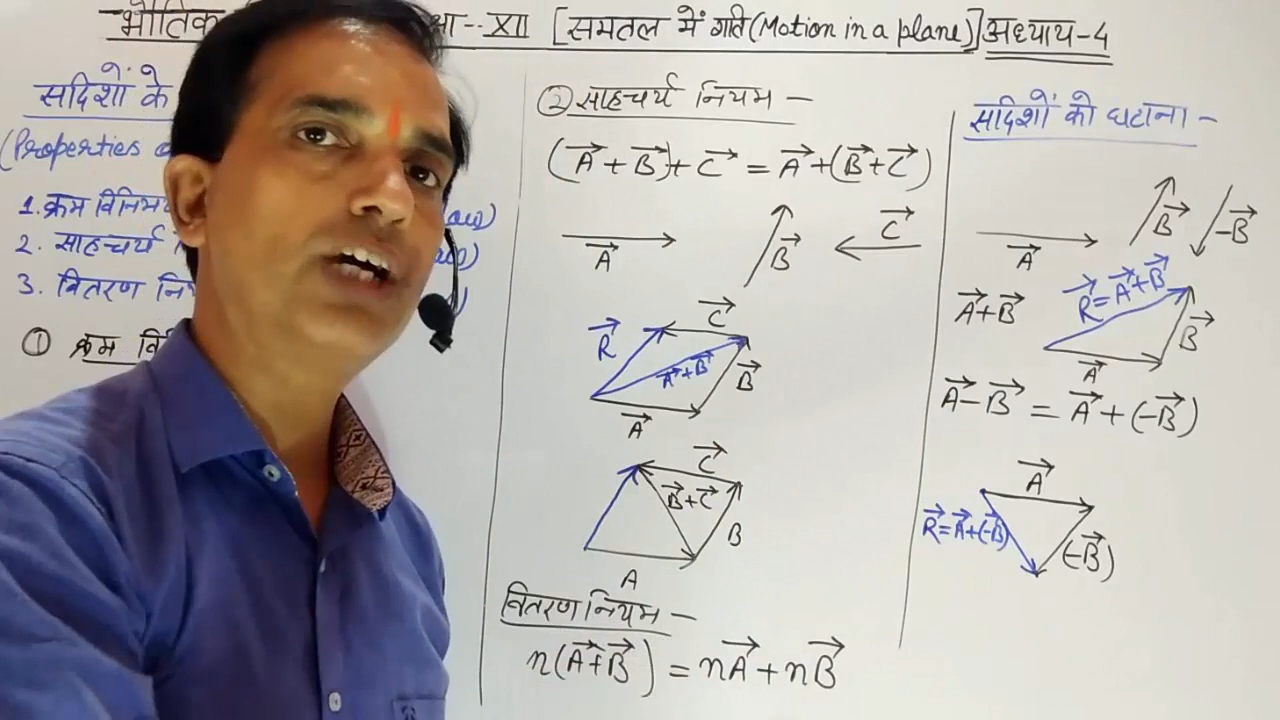 XII [समतल में गति (Motion in a plane)] अध्याय-4
सदिशों के
(Properties
1. क्रम
2. साहचर्य
3. वितरण
① क्रम
② साहचर्य नियम -
(A⃗ + B⃗) + C⃗ = A⃗ + (B⃗ + C⃗)
A⃗
B⃗
C⃗
C⃗
R⃗
A⃗+B⃗
B⃗
A⃗
C⃗
B⃗+C⃗
B
A
वितरण नियम -
n(A⃗+B⃗) = nA⃗ + nB⃗
सदिशों को घटाना -
A⃗
B⃗
-B⃗
A⃗+B⃗
R⃗ = A⃗+B⃗
B⃗
A⃗
A⃗ - B⃗ = A⃗ + (-B⃗)
A⃗
R⃗ = A⃗+(-B⃗)
(-B⃗)